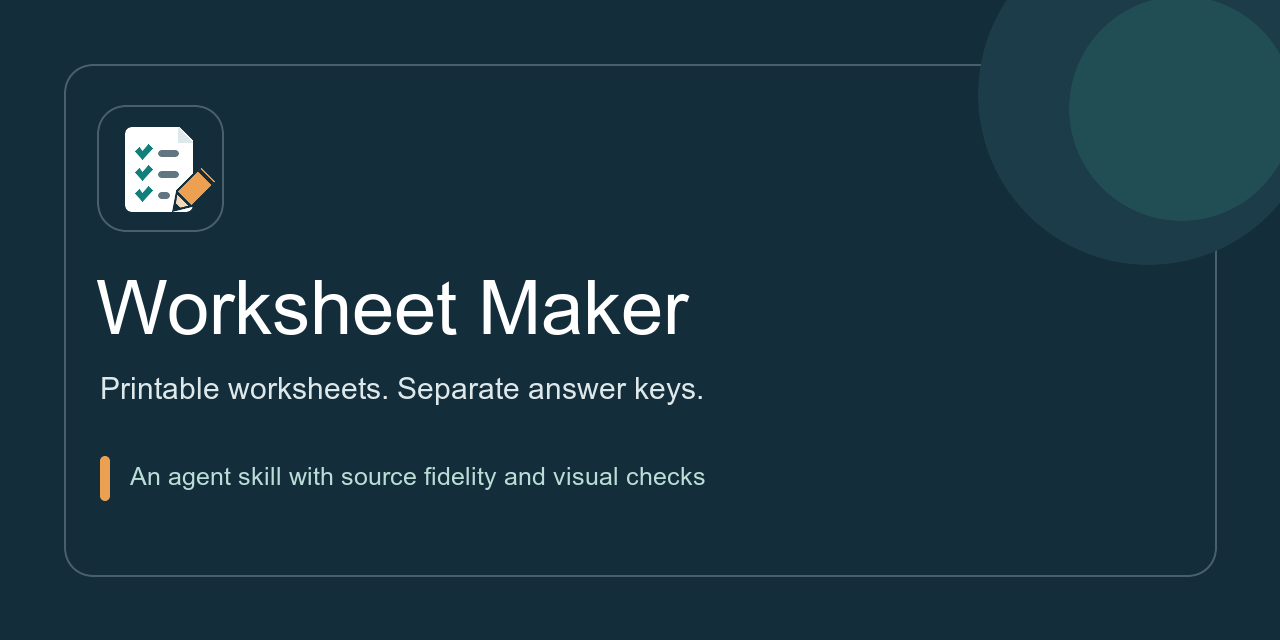 Worksheet Maker
Printable worksheets. Separate answer keys.
An agent skill with source fidelity and visual checks